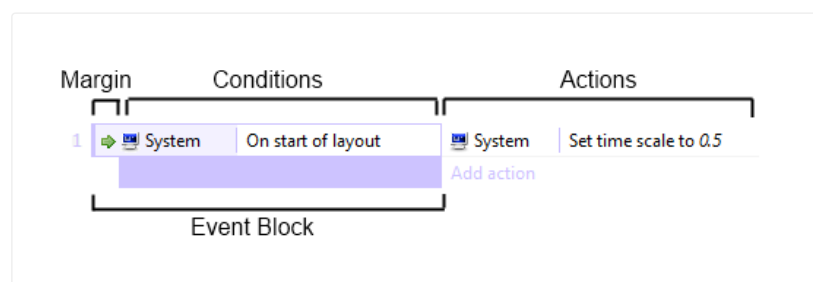 Margin Conditions Actions
1 System On start of layout System Set time scale to 0.5
Add action
Event Block